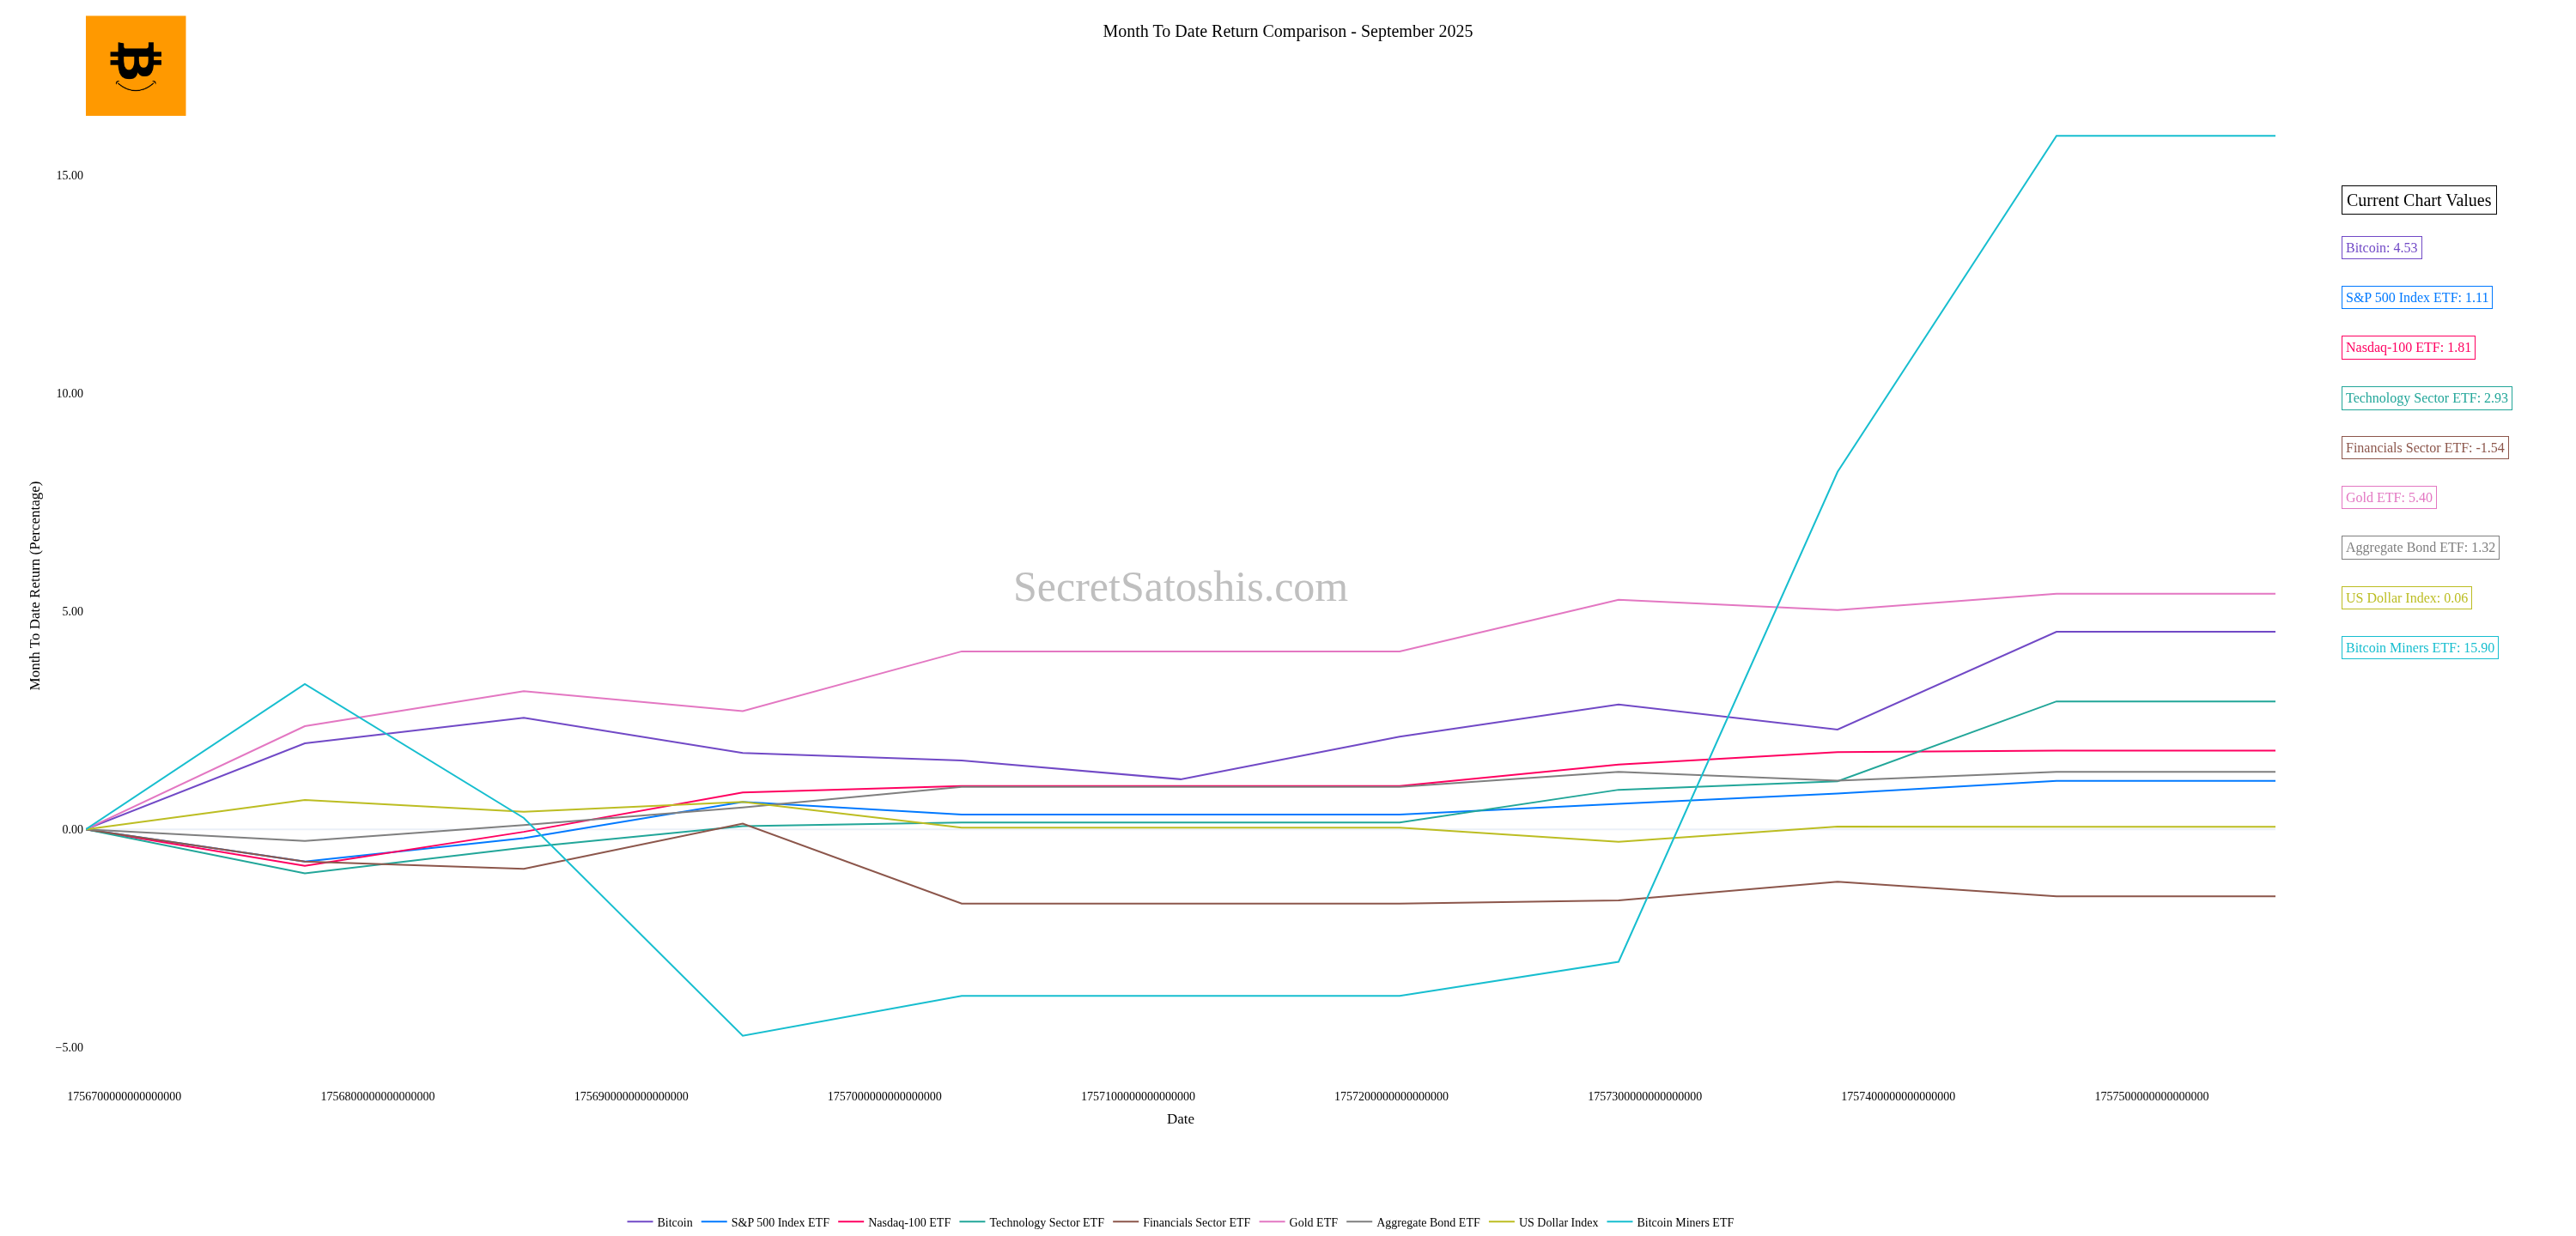 Month To Date Return Comparison - September 2025
15.00
10.00
5.00
0.00
−5.00
Month To Date Return (Percentage)
SecretSatoshis.com
Current Chart Values
Bitcoin: 4.53
S&P 500 Index ETF: 1.11
Nasdaq-100 ETF: 1.81
Technology Sector ETF: 2.93
Financials Sector ETF: -1.54
Gold ETF: 5.40
Aggregate Bond ETF: 1.32
US Dollar Index: 0.06
Bitcoin Miners ETF: 15.90
1756700000000000000 1756800000000000000 1756900000000000000 1757000000000000000 1757100000000000000 1757200000000000000 1757300000000000000 1757400000000000000 1757500000000000000
Date
Bitcoin S&P 500 Index ETF Nasdaq-100 ETF Technology Sector ETF Financials Sector ETF Gold ETF Aggregate Bond ETF US Dollar Index Bitcoin Miners ETF